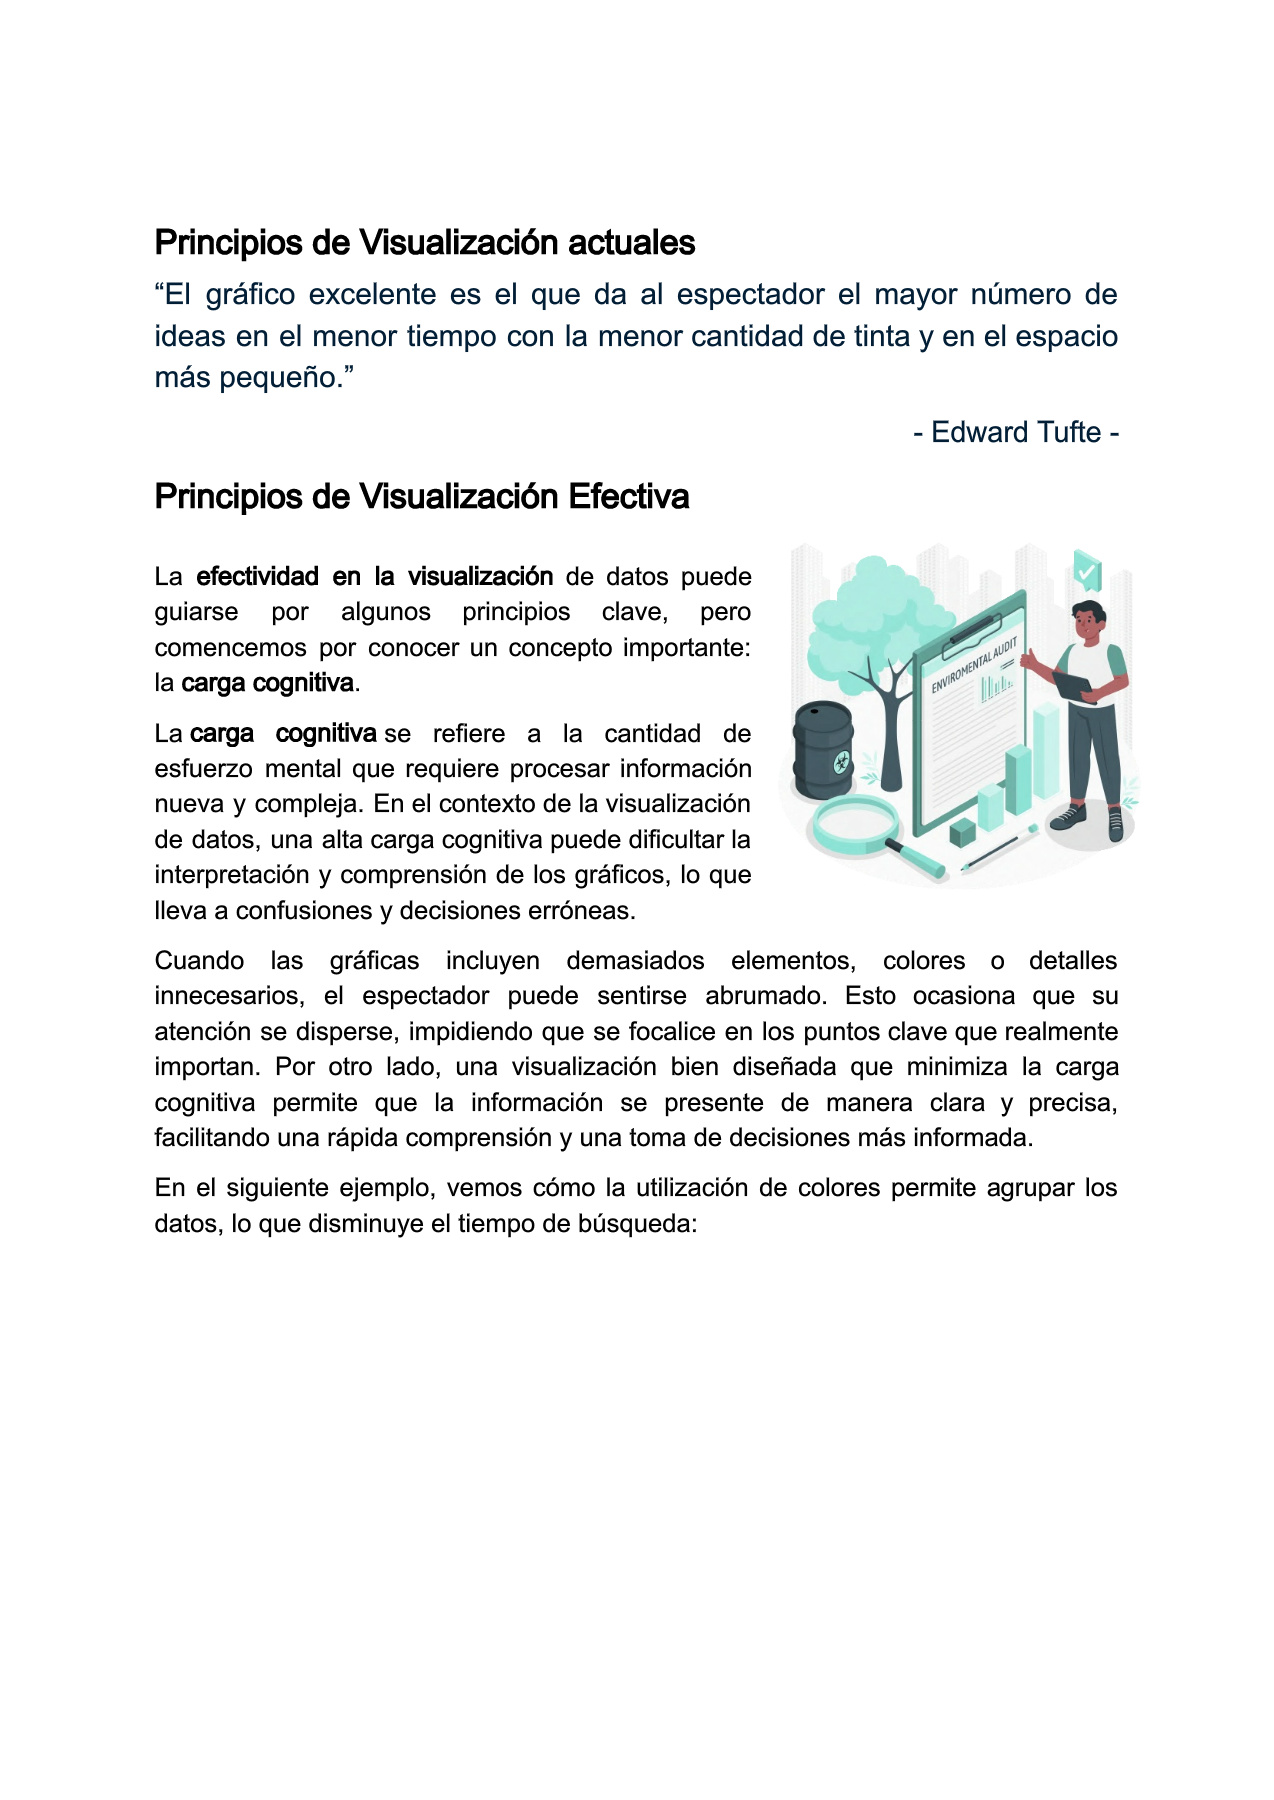 Principios de Visualización actuales
“El gráfico excelente es el que da al espectador el mayor número de
ideas en el menor tiempo con la menor cantidad de tinta y en el espacio
más pequeño.”
- Edward Tufte -
Principios de Visualización Efectiva
La efectividad en la visualización de datos puede
guiarse por algunos principios clave, pero
comencemos por conocer un concepto importante:
la carga cognitiva.
La carga cognitiva se refiere a la cantidad de
esfuerzo mental que requiere procesar información
nueva y compleja. En el contexto de la visualización
de datos, una alta carga cognitiva puede dificultar la
interpretación y comprensión de los gráficos, lo que
lleva a confusiones y decisiones erróneas.
ENVIROMENTAL AUDIT
Cuando las gráficas incluyen demasiados elementos, colores o detalles
innecesarios, el espectador puede sentirse abrumado. Esto ocasiona que su
atención se disperse, impidiendo que se focalice en los puntos clave que realmente
importan. Por otro lado, una visualización bien diseñada que minimiza la carga
cognitiva permite que la información se presente de manera clara y precisa,
facilitando una rápida comprensión y una toma de decisiones más informada.
En el siguiente ejemplo, vemos cómo la utilización de colores permite agrupar los
datos, lo que disminuye el tiempo de búsqueda: